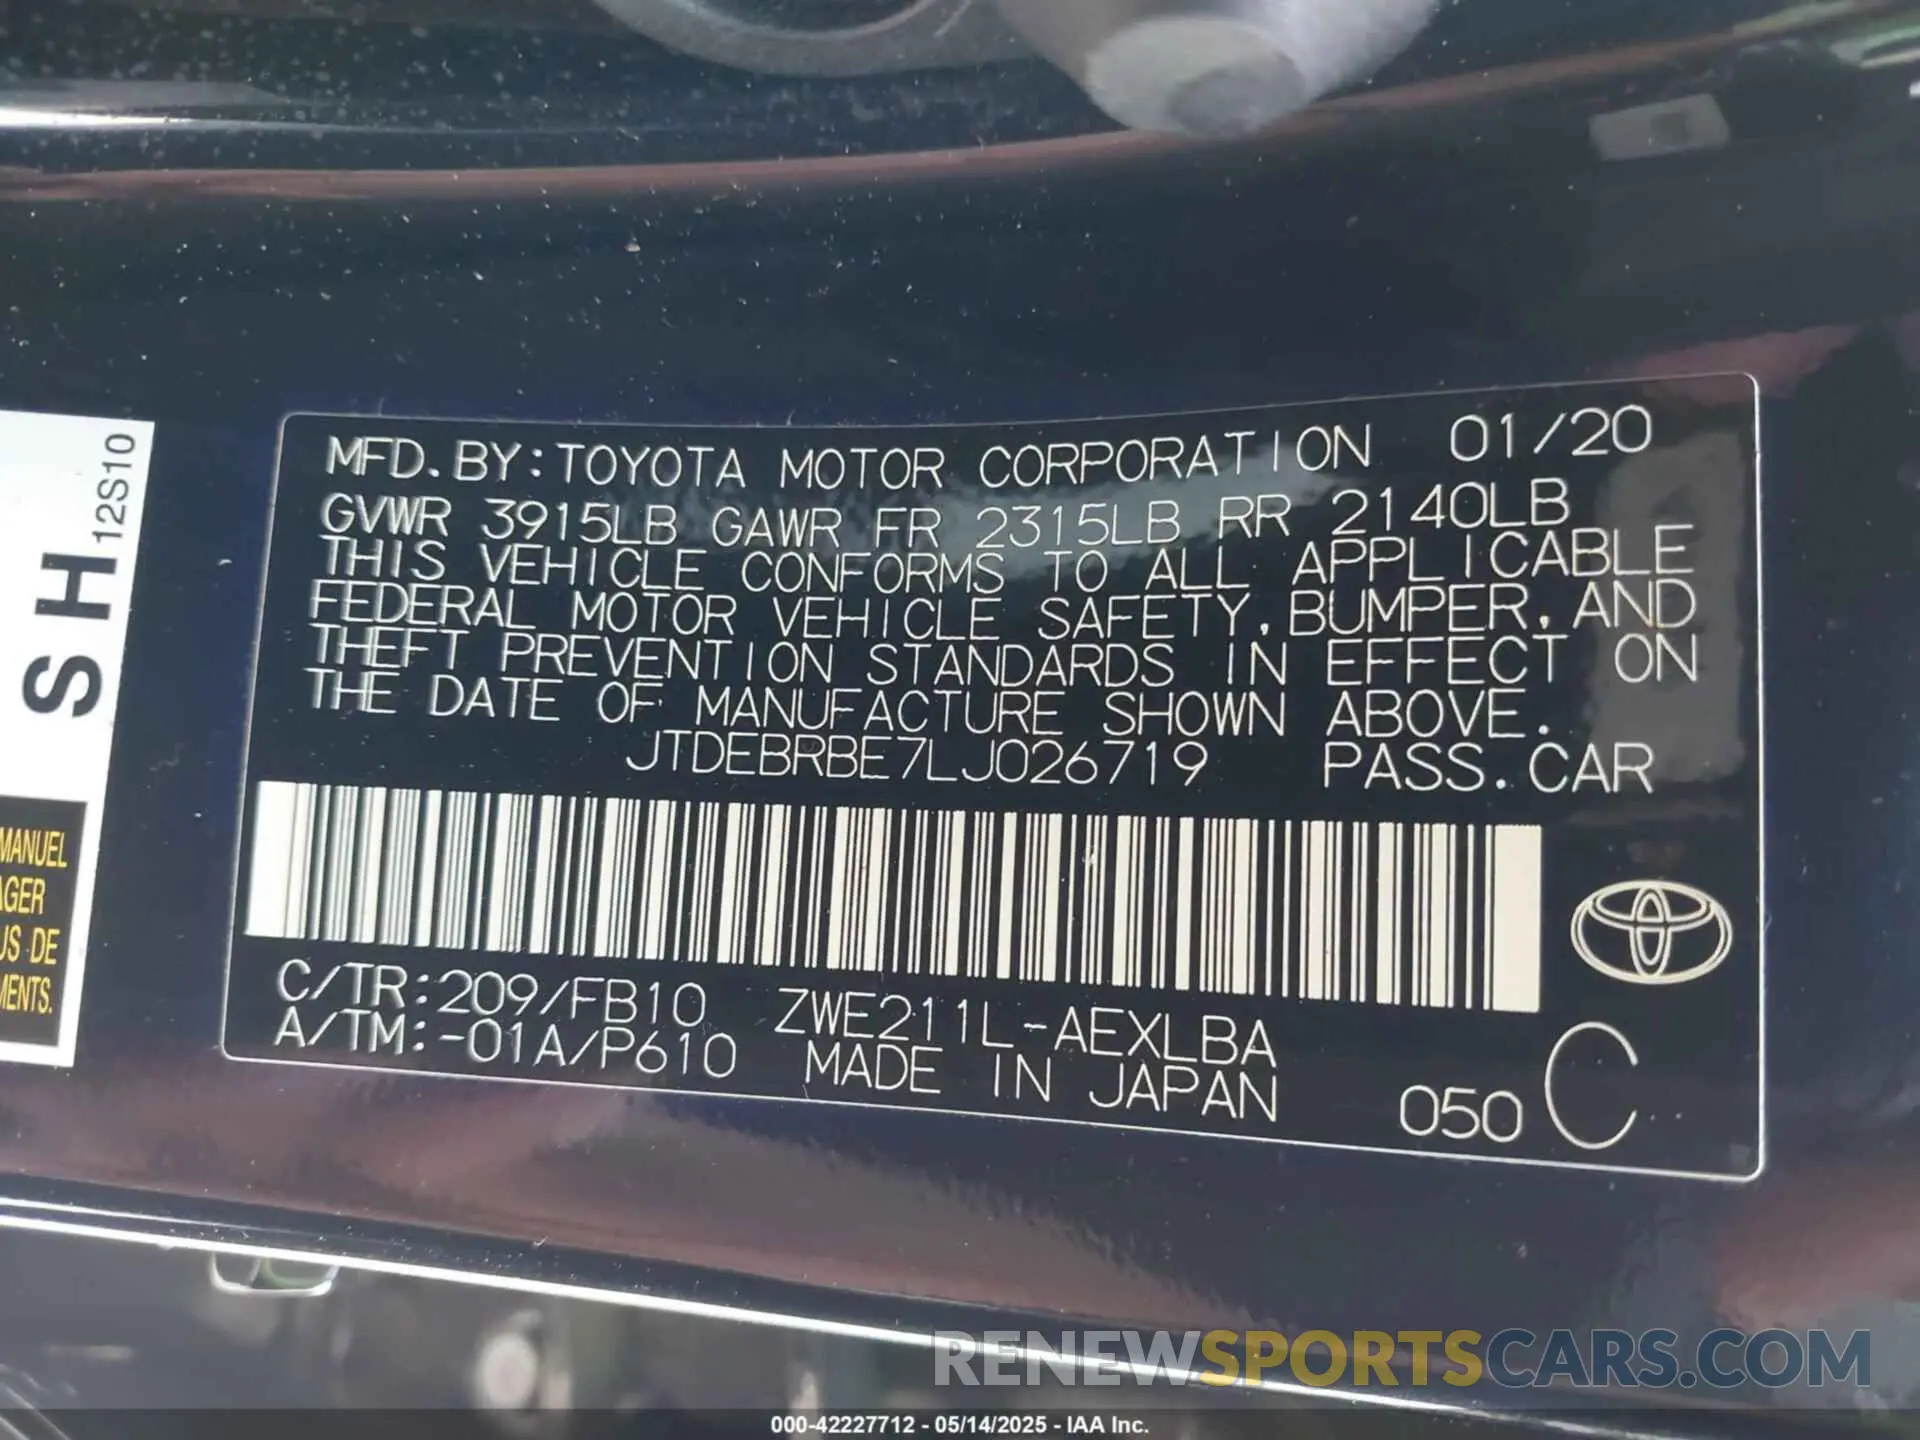 MFD. BY: TOYOTA MOTOR CORPORATION 01/20
GVWR 3915LB GAWR FR 2315LB RR 2140LB
THIS VEHICLE CONFORMS TO ALL APPLICABLE
FEDERAL MOTOR VEHICLE SAFETY, BUMPER, AND
THEFT PREVENTION STANDARDS IN EFFECT ON
THE DATE OF MANUFACTURE SHOWN ABOVE.
JTDEBRBE7LJ026719 PASS. CAR
C/TR: 209/FB10 ZWE211L-AEXLBA
A/TM: -01A/P610 MADE IN JAPAN
050 C
S H
12S10
MANUEL
AGER
US DE
MENTS.
RENEWSPORTSCARS.COM
000-42227712 - 05/14/2025 - IAA Inc.